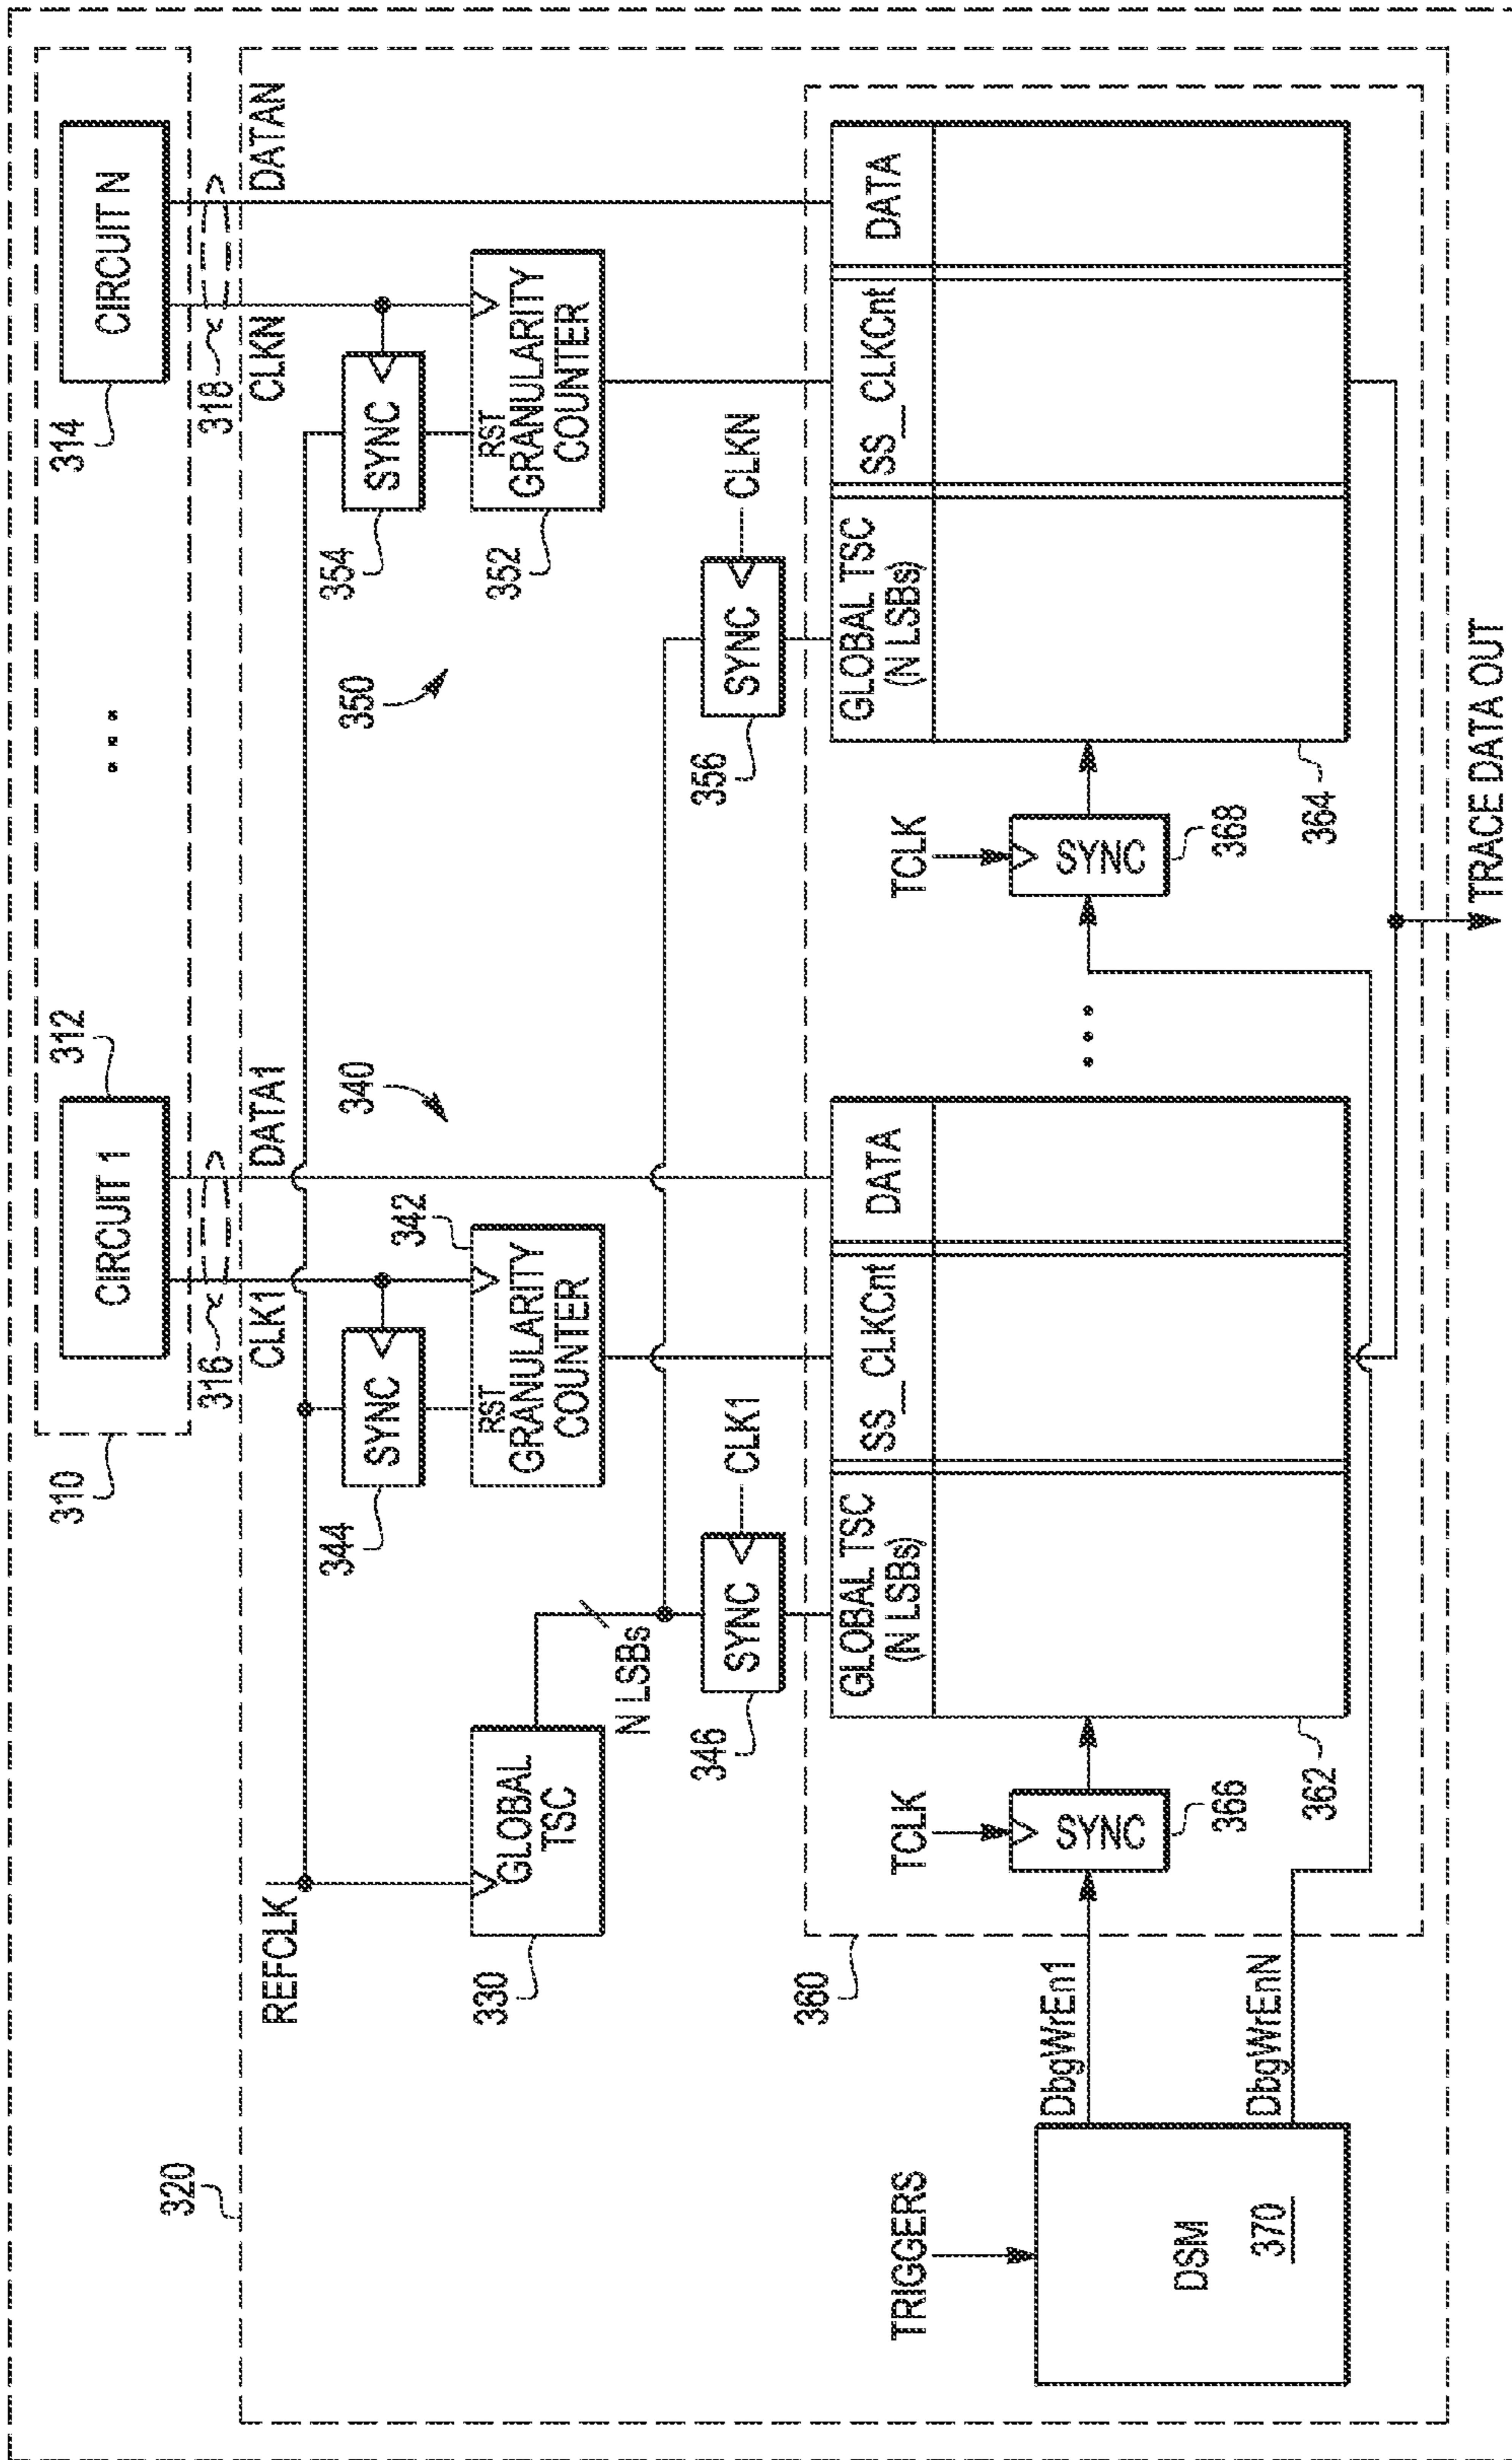 310
CIRCUIT 1
312
...
314
CIRCUIT N
316
318
320
REFCLK
CLK1
DATA1
CLKN
DATAN
344
SYNC
340
350
354
SYNC
330
GLOBAL
TSC
RST
GRANULARITY
COUNTER
342
352
RST
GRANULARITY
COUNTER
N LSBs
346
SYNC
CLK1
356
SYNC
CLKN
360
GLOBAL TSC
(N LSBs)
SS_CLKCnt
DATA
GLOBAL TSC
(N LSBs)
SS_CLKCnt
DATA
TRIGGERS
TCLK
TCLK
DbgWrEn1
SYNC
366
...
SYNC
368
DSM
370
DbgWrEnN
362
364
TRACE DATA OUT